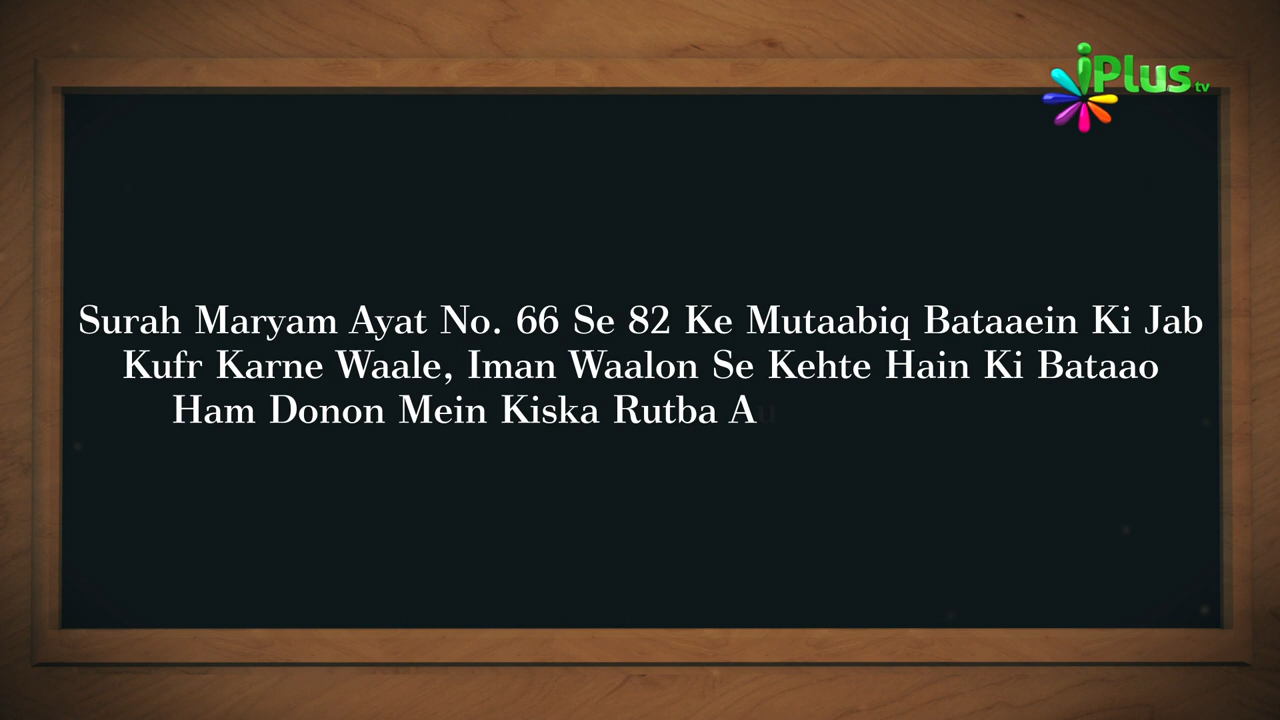 iPlus tv
Surah Maryam Ayat No. 66 Se 82 Ke Mutaabiq Bataaein Ki Jab
Kufr Karne Waale, Iman Waalon Se Kehte Hain Ki Bataao
Ham Donon Mein Kiska Rutba Au